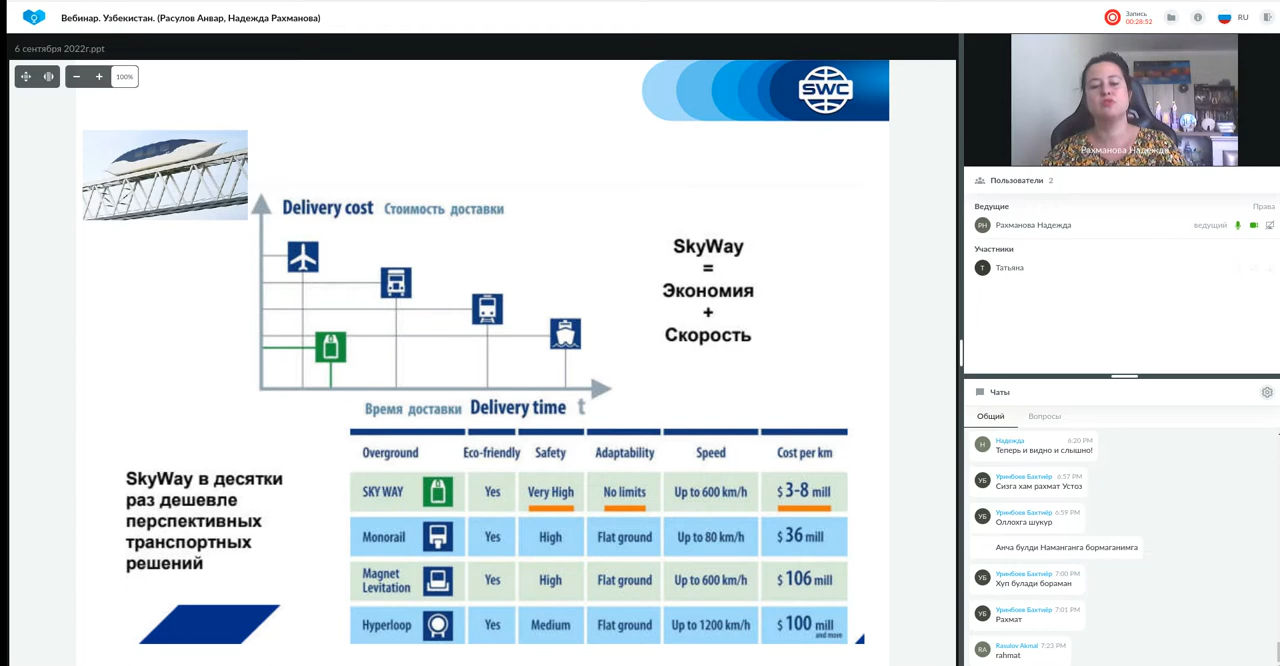 Вебинар. Узбекистан. (Расулов Анвар, Надежда Рахманова)
Запись
00:28:52
RU
6 сентября 2022г.ppt
100%
SWC
Delivery cost Стоимость доставки
SkyWay
=
Экономия
+
Скорость
Время доставки Delivery time t
SkyWay в десятки
раз дешевле
перспективных
транспортных
решений
Overground Eco-friendly Safety Adaptability Speed Cost per km
SKY WAY Yes Very High No limits Up to 600 km/h $ 3-8 mill
Monorail Yes High Flat ground Up to 80 km/h $ 36 mill
Magnet
Levitation Yes High Flat ground Up to 600 km/h $ 106 mill
Hyperloop Yes Medium Flat ground Up to 1200 km/h $ 100 mill
and more
Рахманова Надежда
Пользователи 2
Ведущие Права
РН Рахманова Надежда ведущий
Участники
Т Татьяна
Чаты
Общий Вопросы
Н Надежда 6:20 PM
Теперь и видно и слышно!
УБ Уринбоев Бахтиёр 6:57 PM
Сизга хам рахмат Устоз
УБ Уринбоев Бахтиёр 6:59 PM
Оллохга шукур
Анча булди Наманганга бормаганимга
УБ Уринбоев Бахтиёр 7:00 PM
Хуп булади бораман
УБ Уринбоев Бахтиёр 7:01 PM
Рахмат
RA Rasulov Akmal 7:23 PM
rahmat